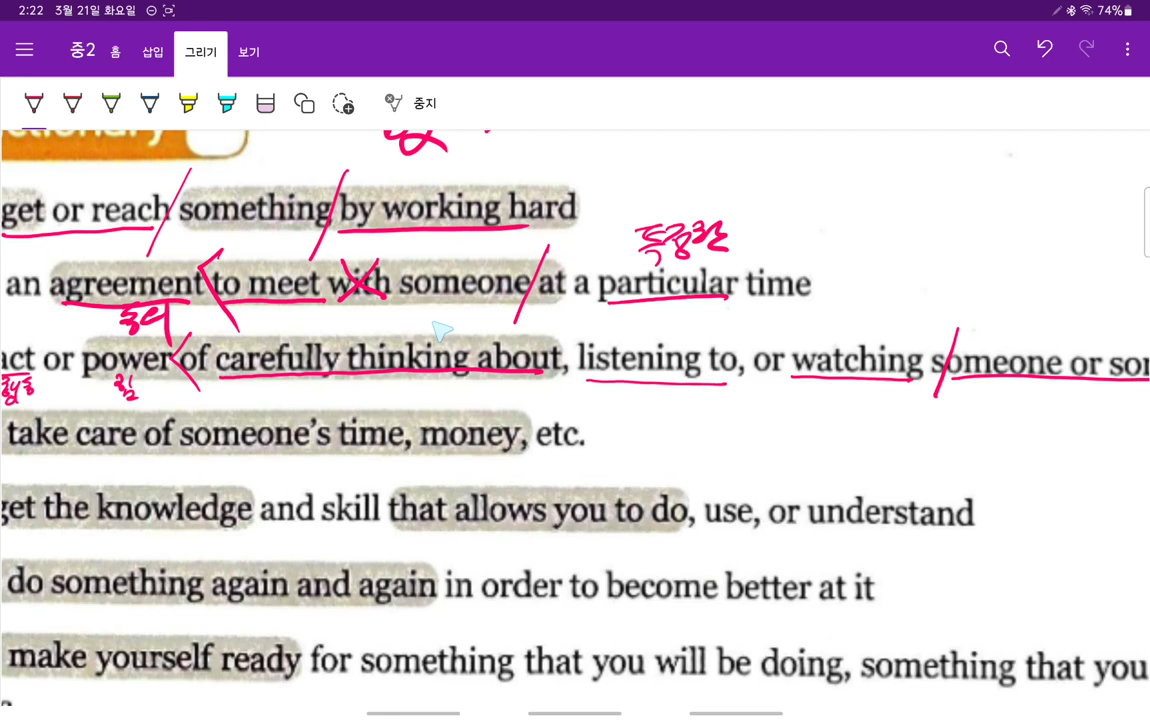 2:22 3월 21일 화요일 74%
중2 홈 삽입 그리기 보기
중지
get or reach something by working hard
특정한
an agreement to meet with someone at a particular time
동의
act or power of carefully thinking about, listening to, or watching someone or som
행동 힘
take care of someone's time, money, etc.
get the knowledge and skill that allows you to do, use, or understand
do something again and again in order to become better at it
make yourself ready for something that you will be doing, something that you